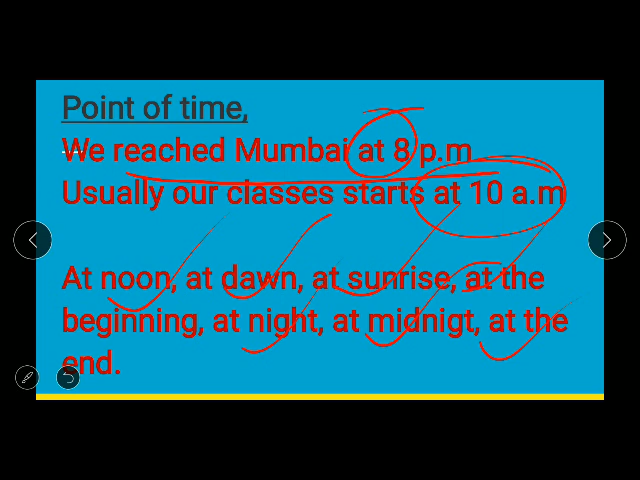 Point of time,
We reached Mumbai at 8 p.m
Usually our classes starts at 10 a.m
At noon, at dawn, at sunrise, at the
beginning, at night, at midnigt, at the
end.